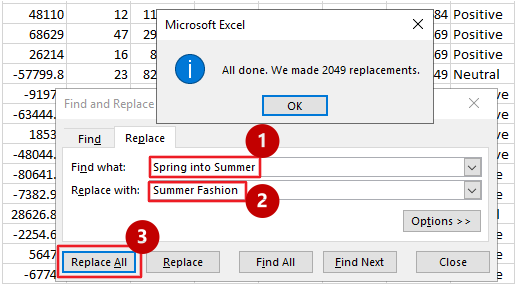 48110 12 11 84 Positive
68629 47 29 69 Positive
26214 16 8 49 Positive
-57799.8 23 82 49 Neutral
-9197
-63444.
1853
-48044.
-80641.
-7382.9
28626.8
-2254.6
5647
-6774
Microsoft Excel
All done. We made 2049 replacements.
OK
Find and Replace
Find Replace
1
Find what: Spring into Summer
Replace with: Summer Fashion
2
Options >>
3
Replace All Replace Find All Find Next Close